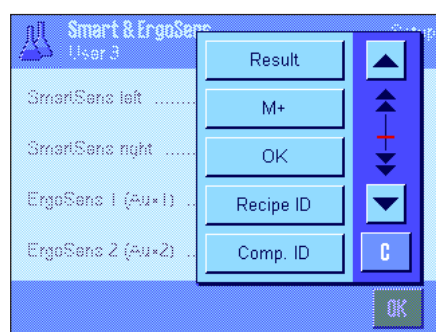 Smart & ErgoSens
User 3
Setup
SmartSens left .......
SmartSens right .....
ErgoSens 1 (Aux1) ..
ErgoSens 2 (Aux2) ..
Result
M+
OK
Recipe ID
Comp. ID
C
OK